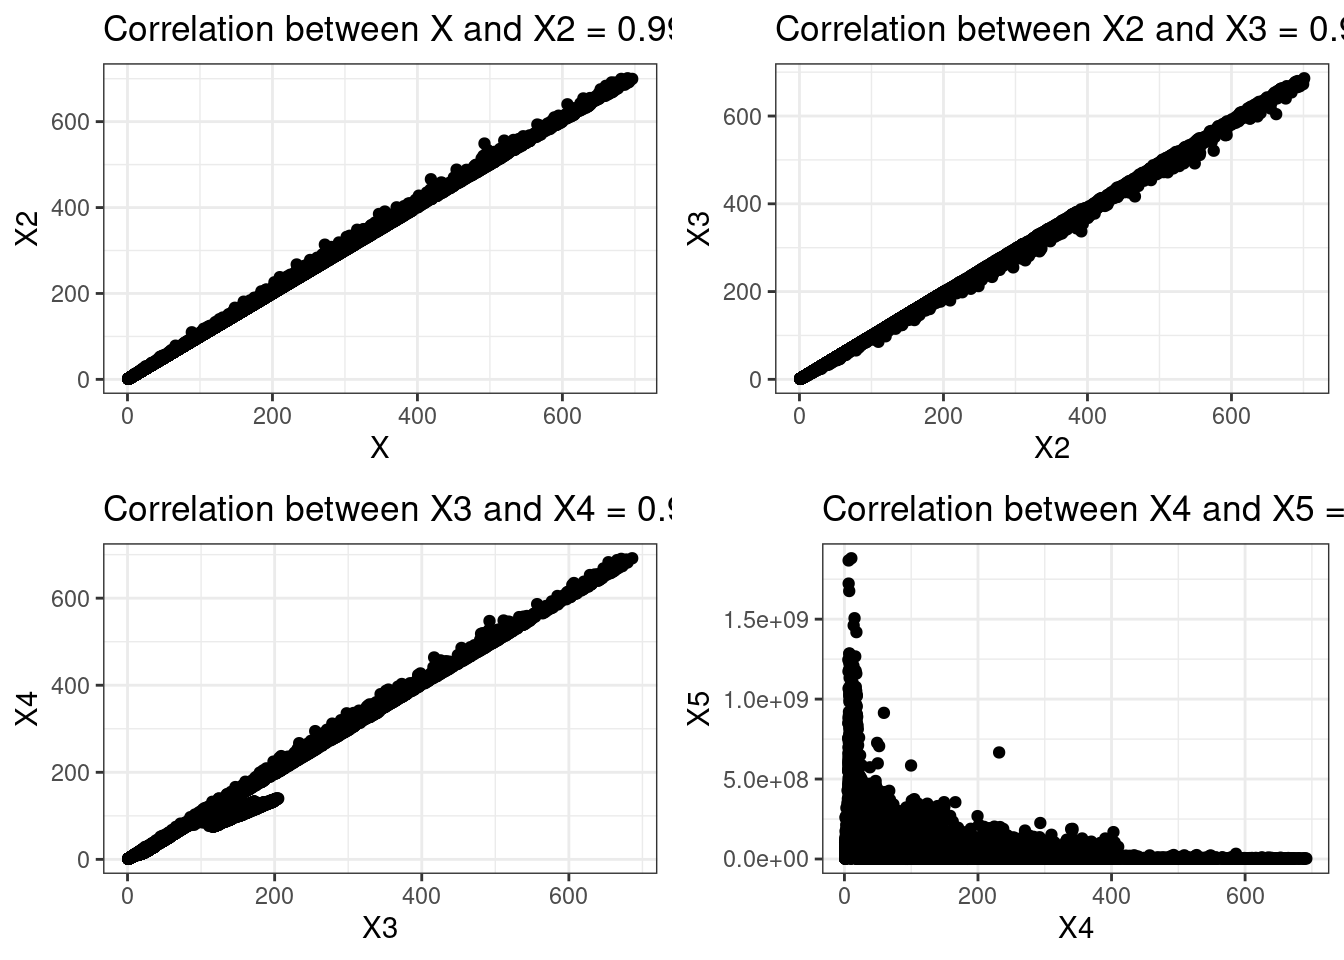 Correlation between X and X2 = 0.99
600
400
200
0
X2
0 200 400 600
X
Correlation between X2 and X3 = 0.9
600
400
200
0
X3
0 200 400 600
X2
Correlation between X3 and X4 = 0.9
600
400
200
0
X4
0 200 400 600
X3
Correlation between X4 and X5 =
1.5e+09
1.0e+09
5.0e+08
0.0e+00
X5
0 200 400 600
X4